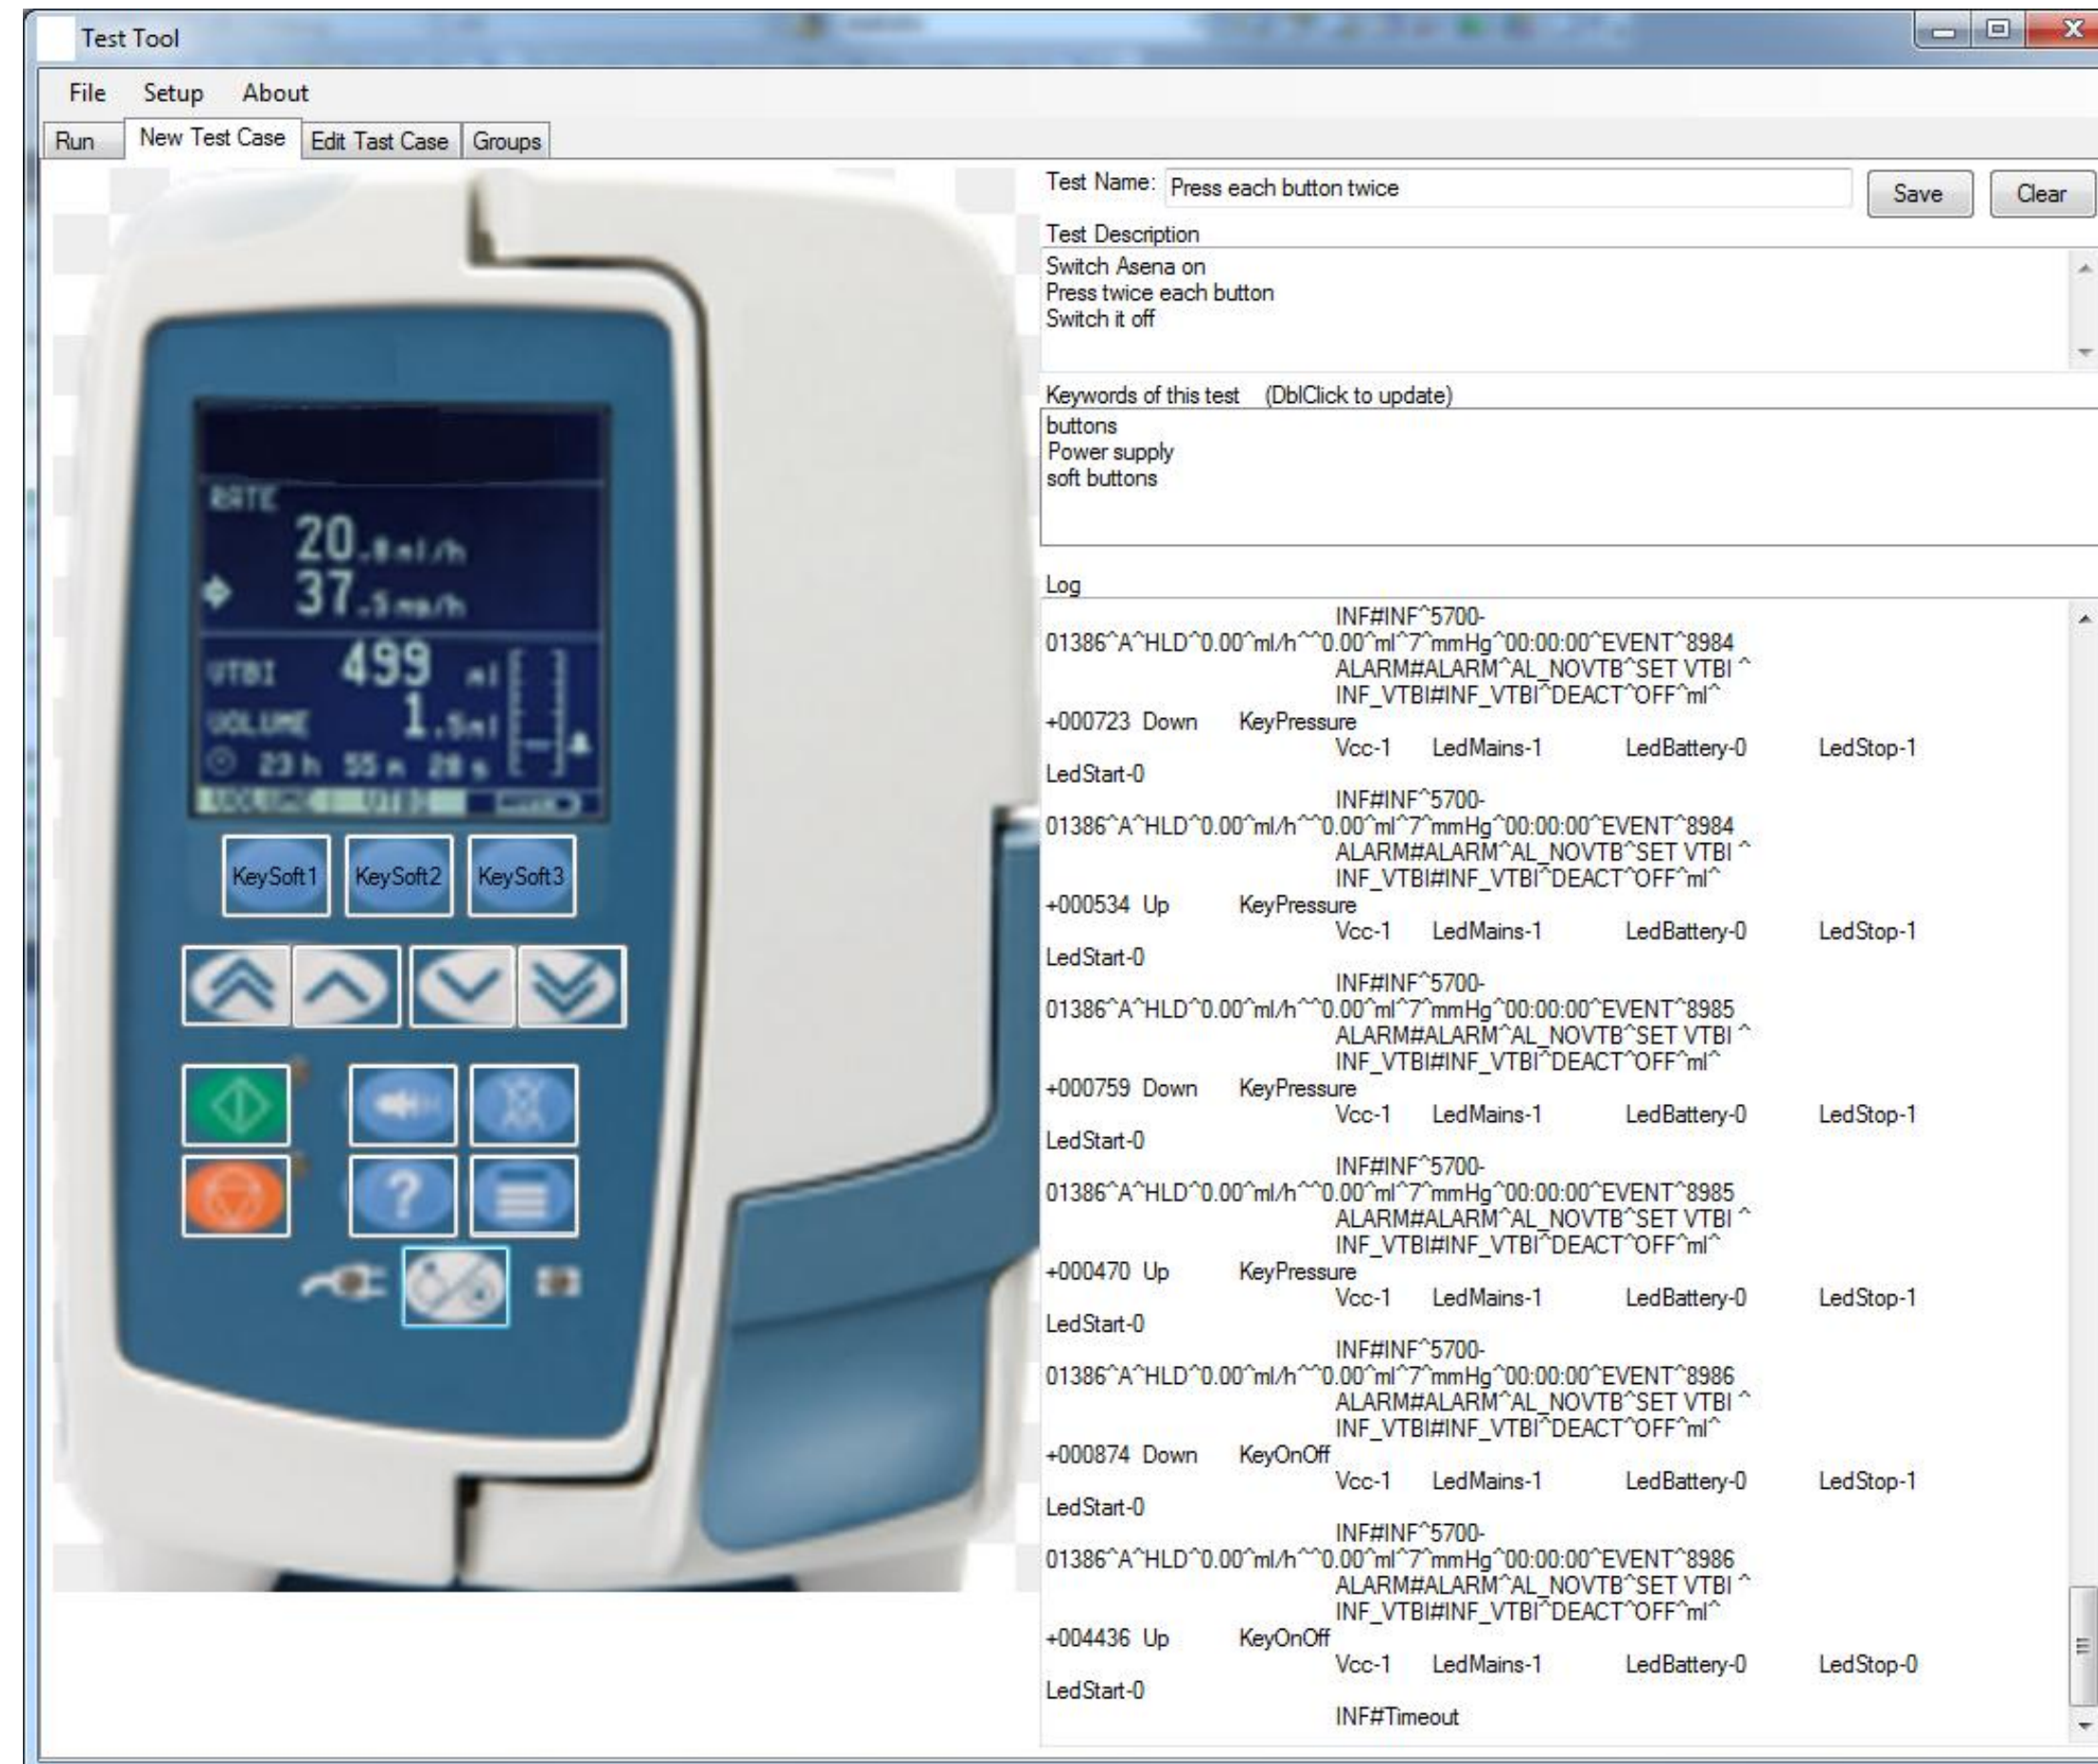 Test Tool
File Setup About
Run New Test Case Edit Tast Case Groups
Test Name: Press each button twice Save Clear
Test Description
Switch Asena on
Press twice each button
Switch it off
Keywords of this test (DblClick to update)
buttons
Power supply
soft buttons
RATE
20.8ml/h
37.5mg/h
VTBI 499 ml
VOLUME 1.5ml
23h 55m 28s
VOLUME VTBI
KeySoft1 KeySoft2 KeySoft3
?
Log
INF#INF^5700-
01386^A^HLD^0.00^ml/h^^0.00^ml^7^mmHg^00:00:00^EVENT^8984
ALARM#ALARM^AL_NOVTB^SET VTBI ^
INF_VTBI#INF_VTBI^DEACT^OFF^ml^
+000723 Down KeyPressure
Vcc-1 LedMains-1 LedBattery-0 LedStop-1
LedStart-0
INF#INF^5700-
01386^A^HLD^0.00^ml/h^^0.00^ml^7^mmHg^00:00:00^EVENT^8984
ALARM#ALARM^AL_NOVTB^SET VTBI ^
INF_VTBI#INF_VTBI^DEACT^OFF^ml^
+000534 Up KeyPressure
Vcc-1 LedMains-1 LedBattery-0 LedStop-1
LedStart-0
INF#INF^5700-
01386^A^HLD^0.00^ml/h^^0.00^ml^7^mmHg^00:00:00^EVENT^8985
ALARM#ALARM^AL_NOVTB^SET VTBI ^
INF_VTBI#INF_VTBI^DEACT^OFF^ml^
+000759 Down KeyPressure
Vcc-1 LedMains-1 LedBattery-0 LedStop-1
LedStart-0
INF#INF^5700-
01386^A^HLD^0.00^ml/h^^0.00^ml^7^mmHg^00:00:00^EVENT^8985
ALARM#ALARM^AL_NOVTB^SET VTBI ^
INF_VTBI#INF_VTBI^DEACT^OFF^ml^
+000470 Up KeyPressure
Vcc-1 LedMains-1 LedBattery-0 LedStop-1
LedStart-0
INF#INF^5700-
01386^A^HLD^0.00^ml/h^^0.00^ml^7^mmHg^00:00:00^EVENT^8986
ALARM#ALARM^AL_NOVTB^SET VTBI ^
INF_VTBI#INF_VTBI^DEACT^OFF^ml^
+000874 Down KeyOnOff
Vcc-1 LedMains-1 LedBattery-0 LedStop-1
LedStart-0
INF#INF^5700-
01386^A^HLD^0.00^ml/h^^0.00^ml^7^mmHg^00:00:00^EVENT^8986
ALARM#ALARM^AL_NOVTB^SET VTBI ^
INF_VTBI#INF_VTBI^DEACT^OFF^ml^
+004436 Up KeyOnOff
Vcc-1 LedMains-1 LedBattery-0 LedStop-0
LedStart-0
INF#Timeout